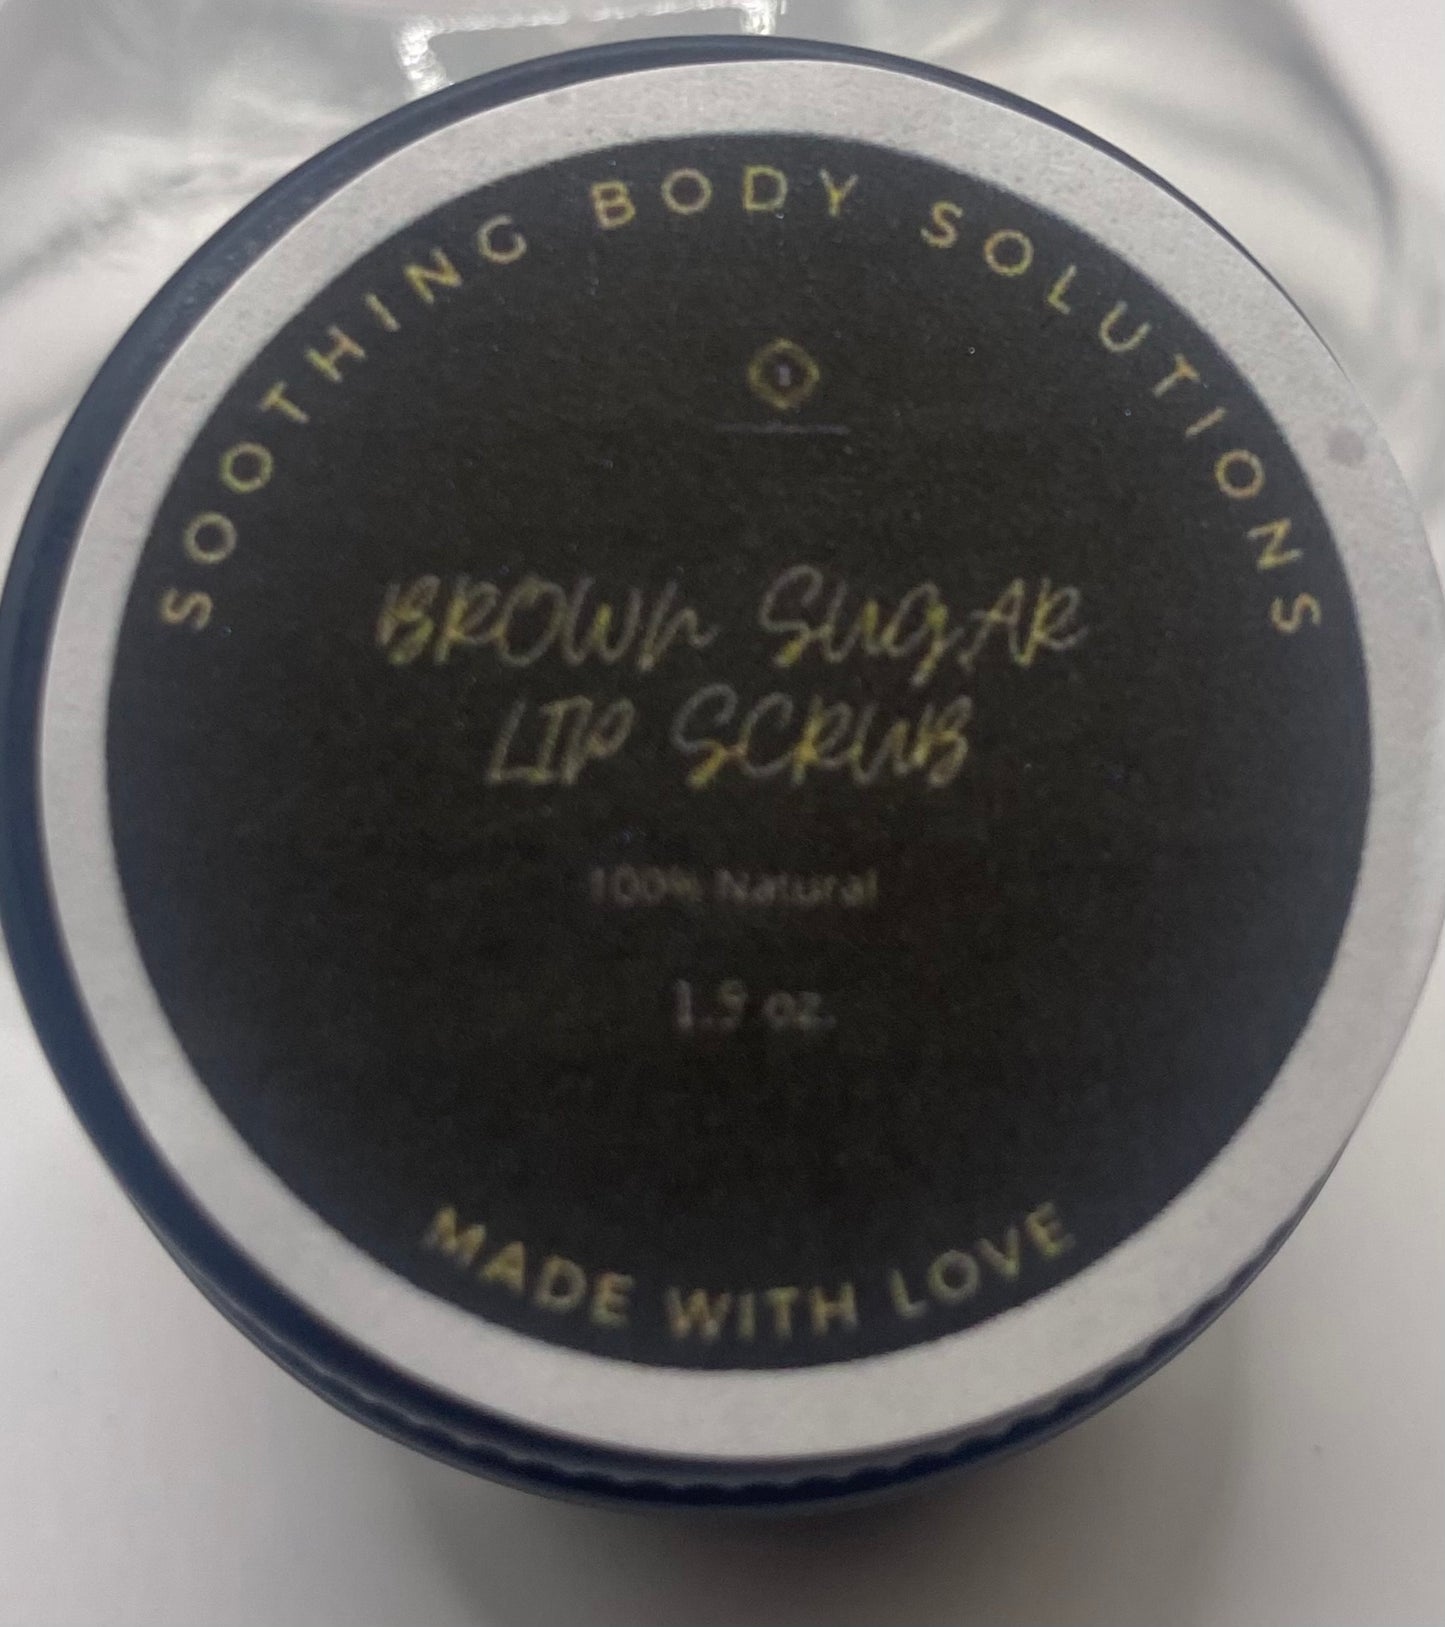 SOOTHING BODY SOLUTIONS
BROWN SUGAR
LIP SCRUB
100% Natural
1.9 oz.
MADE WITH LOVE